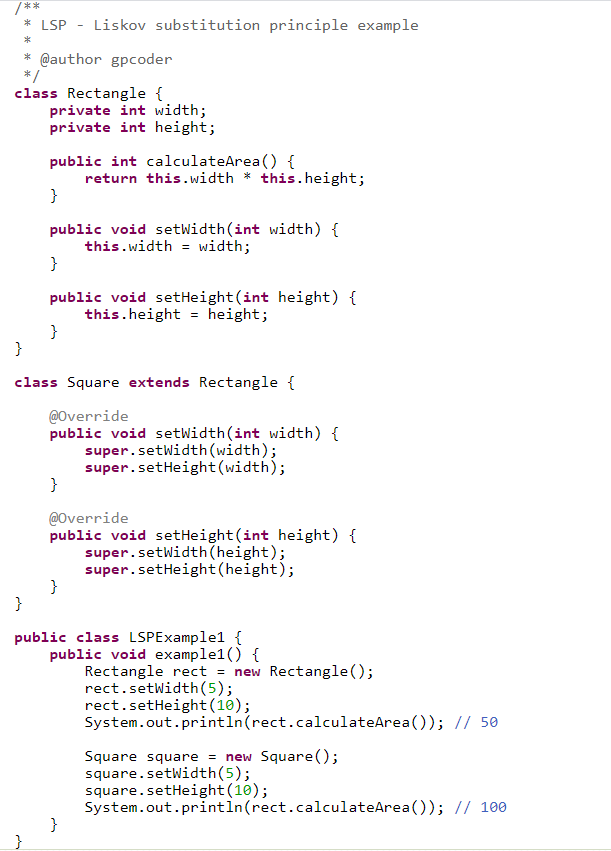 /**
 * LSP - Liskov substitution principle example
 *
 * @author gpcoder
 */
class Rectangle {
    private int width;
    private int height;

    public int calculateArea() {
        return this.width * this.height;
    }

    public void setWidth(int width) {
        this.width = width;
    }

    public void setHeight(int height) {
        this.height = height;
    }
}

class Square extends Rectangle {

    @Override
    public void setWidth(int width) {
        super.setWidth(width);
        super.setHeight(width);
    }

    @Override
    public void setHeight(int height) {
        super.setWidth(height);
        super.setHeight(height);
    }
}

public class LSPExample1 {
    public void example1() {
        Rectangle rect = new Rectangle();
        rect.setWidth(5);
        rect.setHeight(10);
        System.out.println(rect.calculateArea()); // 50

        Square square = new Square();
        square.setWidth(5);
        square.setHeight(10);
        System.out.println(rect.calculateArea()); // 100
    }
}